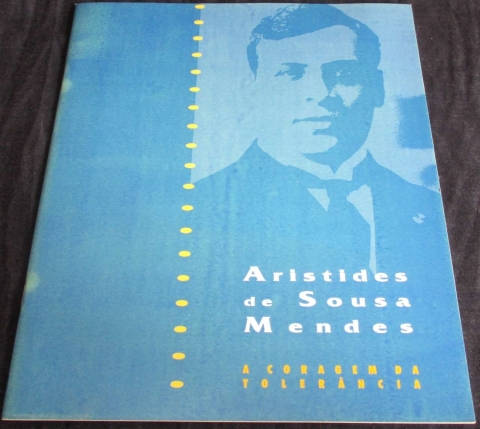 Aristides
de Sousa
Mendes
A CORAGEM DA
TOLERÂNCIA